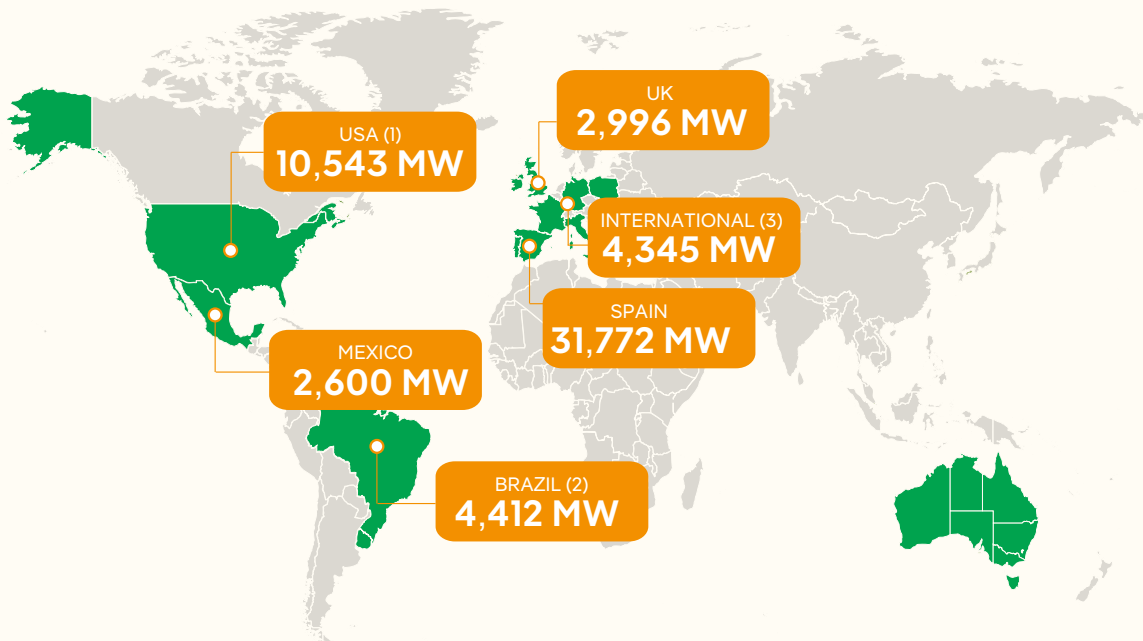 UK
2,996 MW
USA (1)
10,543 MW
INTERNATIONAL (3)
4,345 MW
SPAIN
31,772 MW
MEXICO
2,600 MW
BRAZIL (2)
4,412 MW